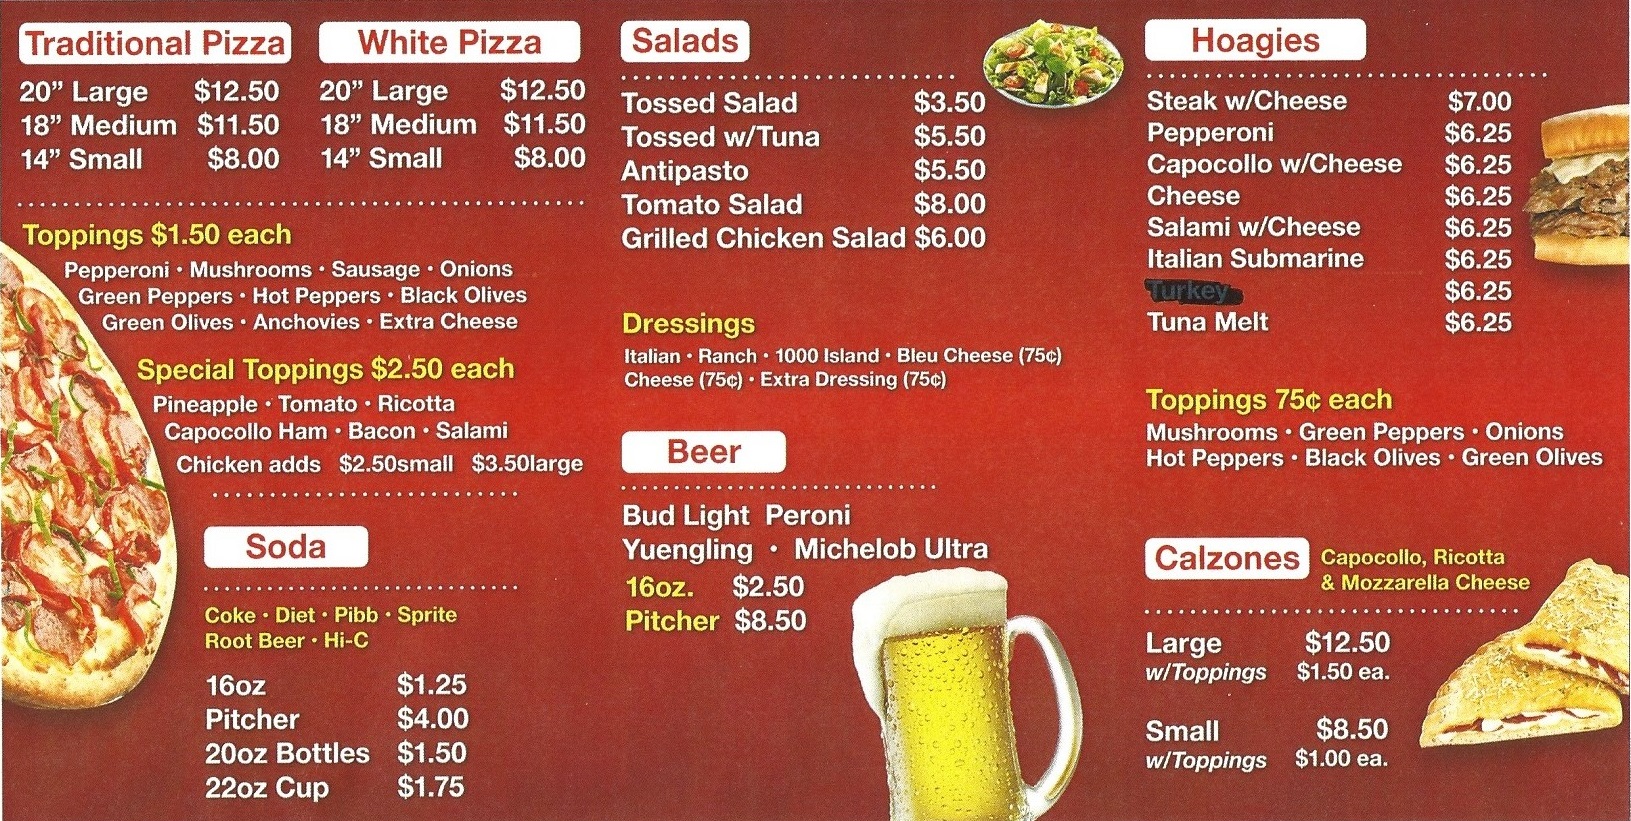 Traditional Pizza
20” Large $12.50
18” Medium $11.50
14” Small $8.00
White Pizza
20” Large $12.50
18” Medium $11.50
14” Small $8.00
Toppings $1.50 each
Pepperoni • Mushrooms • Sausage • Onions
Green Peppers • Hot Peppers • Black Olives
Green Olives • Anchovies • Extra Cheese
Special Toppings $2.50 each
Pineapple • Tomato • Ricotta
Capocollo Ham • Bacon • Salami
Chicken adds $2.50small $3.50large
Soda
Coke • Diet • Pibb • Sprite
Root Beer • Hi-C
16oz $1.25
Pitcher $4.00
20oz Bottles $1.50
22oz Cup $1.75
Salads
Tossed Salad $3.50
Tossed w/Tuna $5.50
Antipasto $5.50
Tomato Salad $8.00
Grilled Chicken Salad $6.00
Dressings
Italian • Ranch • 1000 Island • Bleu Cheese (75¢)
Cheese (75¢) • Extra Dressing (75¢)
Beer
Bud Light Peroni
Yuengling • Michelob Ultra
16oz. $2.50
Pitcher $8.50
Hoagies
Steak w/Cheese $7.00
Pepperoni $6.25
Capocollo w/Cheese $6.25
Cheese $6.25
Salami w/Cheese $6.25
Italian Submarine $6.25
Turkey $6.25
Tuna Melt $6.25
Toppings 75¢ each
Mushrooms • Green Peppers • Onions
Hot Peppers • Black Olives • Green Olives
Calzones
Capocollo, Ricotta
& Mozzarella Cheese
Large $12.50
w/Toppings $1.50 ea.
Small $8.50
w/Toppings $1.00 ea.